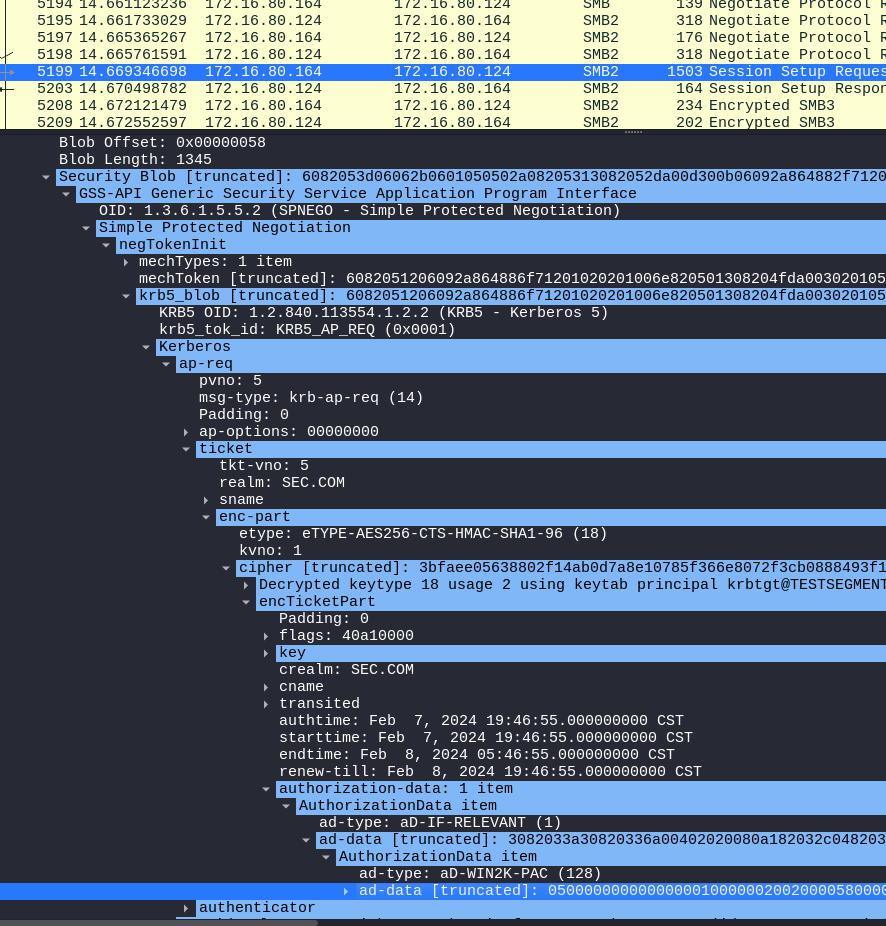 5194 14.661123236 172.16.80.164 172.16.80.124 SMB 139 Negotiate Protocol R
5195 14.661733029 172.16.80.124 172.16.80.164 SMB2 318 Negotiate Protocol R
5197 14.665365267 172.16.80.164 172.16.80.124 SMB2 176 Negotiate Protocol R
5198 14.665761591 172.16.80.124 172.16.80.164 SMB2 318 Negotiate Protocol R
5199 14.669346698 172.16.80.164 172.16.80.124 SMB2 1503 Session Setup Reques
5203 14.670498782 172.16.80.124 172.16.80.164 SMB2 164 Session Setup Respon
5208 14.672121479 172.16.80.164 172.16.80.124 SMB2 234 Encrypted SMB3
5209 14.672552597 172.16.80.124 172.16.80.164 SMB2 202 Encrypted SMB3
Blob Offset: 0x00000058
Blob Length: 1345
Security Blob [truncated]: 6082053d06062b0601050502a08205313082052da00d300b06092a864882f7120
GSS-API Generic Security Service Application Program Interface
OID: 1.3.6.1.5.5.2 (SPNEGO - Simple Protected Negotiation)
Simple Protected Negotiation
negTokenInit
mechTypes: 1 item
mechToken [truncated]: 6082051206092a864886f71201020201006e820501308204fda003020105
krb5_blob [truncated]: 6082051206092a864886f71201020201006e820501308204fda003020105
KRB5 OID: 1.2.840.113554.1.2.2 (KRB5 - Kerberos 5)
krb5_tok_id: KRB5_AP_REQ (0x0001)
Kerberos
ap-req
pvno: 5
msg-type: krb-ap-req (14)
Padding: 0
ap-options: 00000000
ticket
tkt-vno: 5
realm: SEC.COM
sname
enc-part
etype: eTYPE-AES256-CTS-HMAC-SHA1-96 (18)
kvno: 1
cipher [truncated]: 3bfaee05638802f14ab0d7a8e10785f366e8072f3cb0888493f1
Decrypted keytype 18 usage 2 using keytab principal krbtgt@TESTSEGMENT
encTicketPart
Padding: 0
flags: 40a10000
key
crealm: SEC.COM
cname
transited
authtime: Feb  7, 2024 19:46:55.000000000 CST
starttime: Feb  7, 2024 19:46:55.000000000 CST
endtime: Feb  8, 2024 05:46:55.000000000 CST
renew-till: Feb  8, 2024 19:46:55.000000000 CST
authorization-data: 1 item
AuthorizationData item
ad-type: aD-IF-RELEVANT (1)
ad-data [truncated]: 3082033a30820336a00402020080a182032c048203
AuthorizationData item
ad-type: aD-WIN2K-PAC (128)
ad-data [truncated]: 05000000000000000100000002002000058000
authenticator